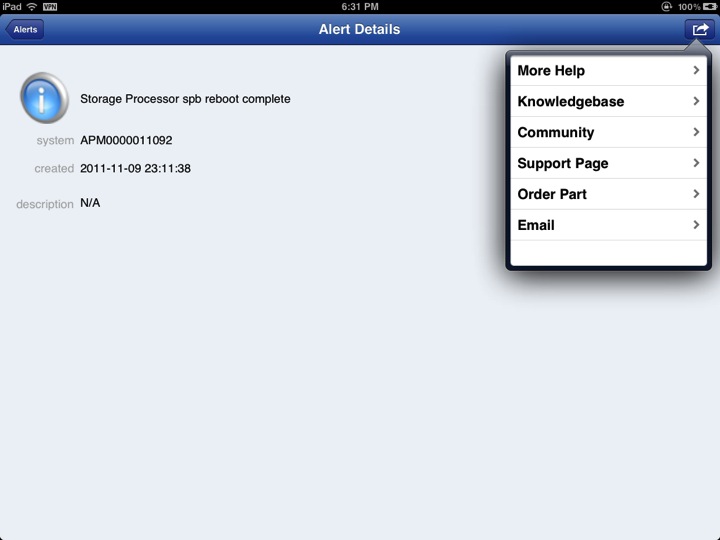 iPad VPN 6:31 PM 100%
Alerts Alert Details
Storage Processor spb reboot complete
system APM0000011092
created 2011-11-09 23:11:38
description N/A
More Help
Knowledgebase
Community
Support Page
Order Part
Email